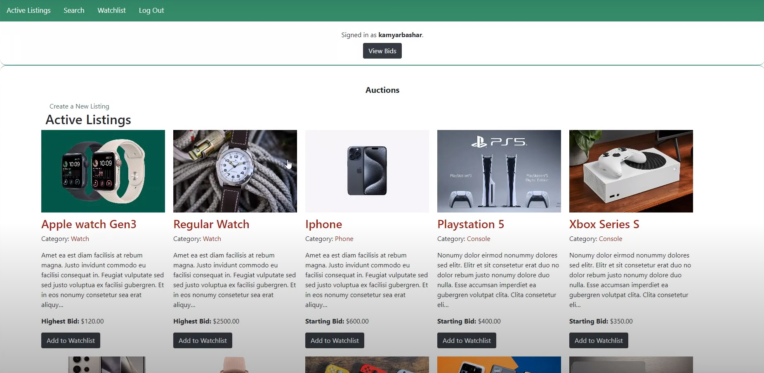 Active Listings Search Watchlist Log Out
Signed in as kamyarbashar.
View Bids
Auctions
Create a New Listing
Active Listings
PS5
Apple watch Gen3
Category: Watch
Amet ea est diam facilisis at rebum
magna. Justo invidunt commodo eu
facilisi consequat in. Feugiat vulputate sed
sed justo voluptua ex facilisi gubergren. Et
in eos nonumy consetetur sea erat
aliquy...
Highest Bid: $120.00
Add to Watchlist
Regular Watch
Category: Watch
Amet ea est diam facilisis at rebum
magna. Justo invidunt commodo eu
facilisi consequat in. Feugiat vulputate sed
sed justo voluptua ex facilisi gubergren. Et
in eos nonumy consetetur sea erat
aliquy...
Highest Bid: $2500.00
Add to Watchlist
Iphone
Category: Phone
Amet ea est diam facilisis at rebum
magna. Justo invidunt commodo eu
facilisi consequat in. Feugiat vulputate sed
sed justo voluptua ex facilisi gubergren. Et
in eos nonumy consetetur sea erat
aliquy...
Starting Bid: $600.00
Add to Watchlist
Playstation 5
Category: Console
Nonumy dolor eirmod nonummy dolores
sed elitr. Elitr et sit consetetur erat duo no
dolor rebum justo nonumy dolore duo
nulla. Esse accumsan imperdiet ea
gubergren volutpat clita. Clita consetetur
eli...
Starting Bid: $400.00
Add to Watchlist
Xbox Series S
Category: Console
Nonumy dolor eirmod nonummy dolores
sed elitr. Elitr et sit consetetur erat duo no
dolor rebum justo nonumy dolore duo
nulla. Esse accumsan imperdiet ea
gubergren volutpat clita. Clita consetetur
eli...
Starting Bid: $350.00
Add to Watchlist